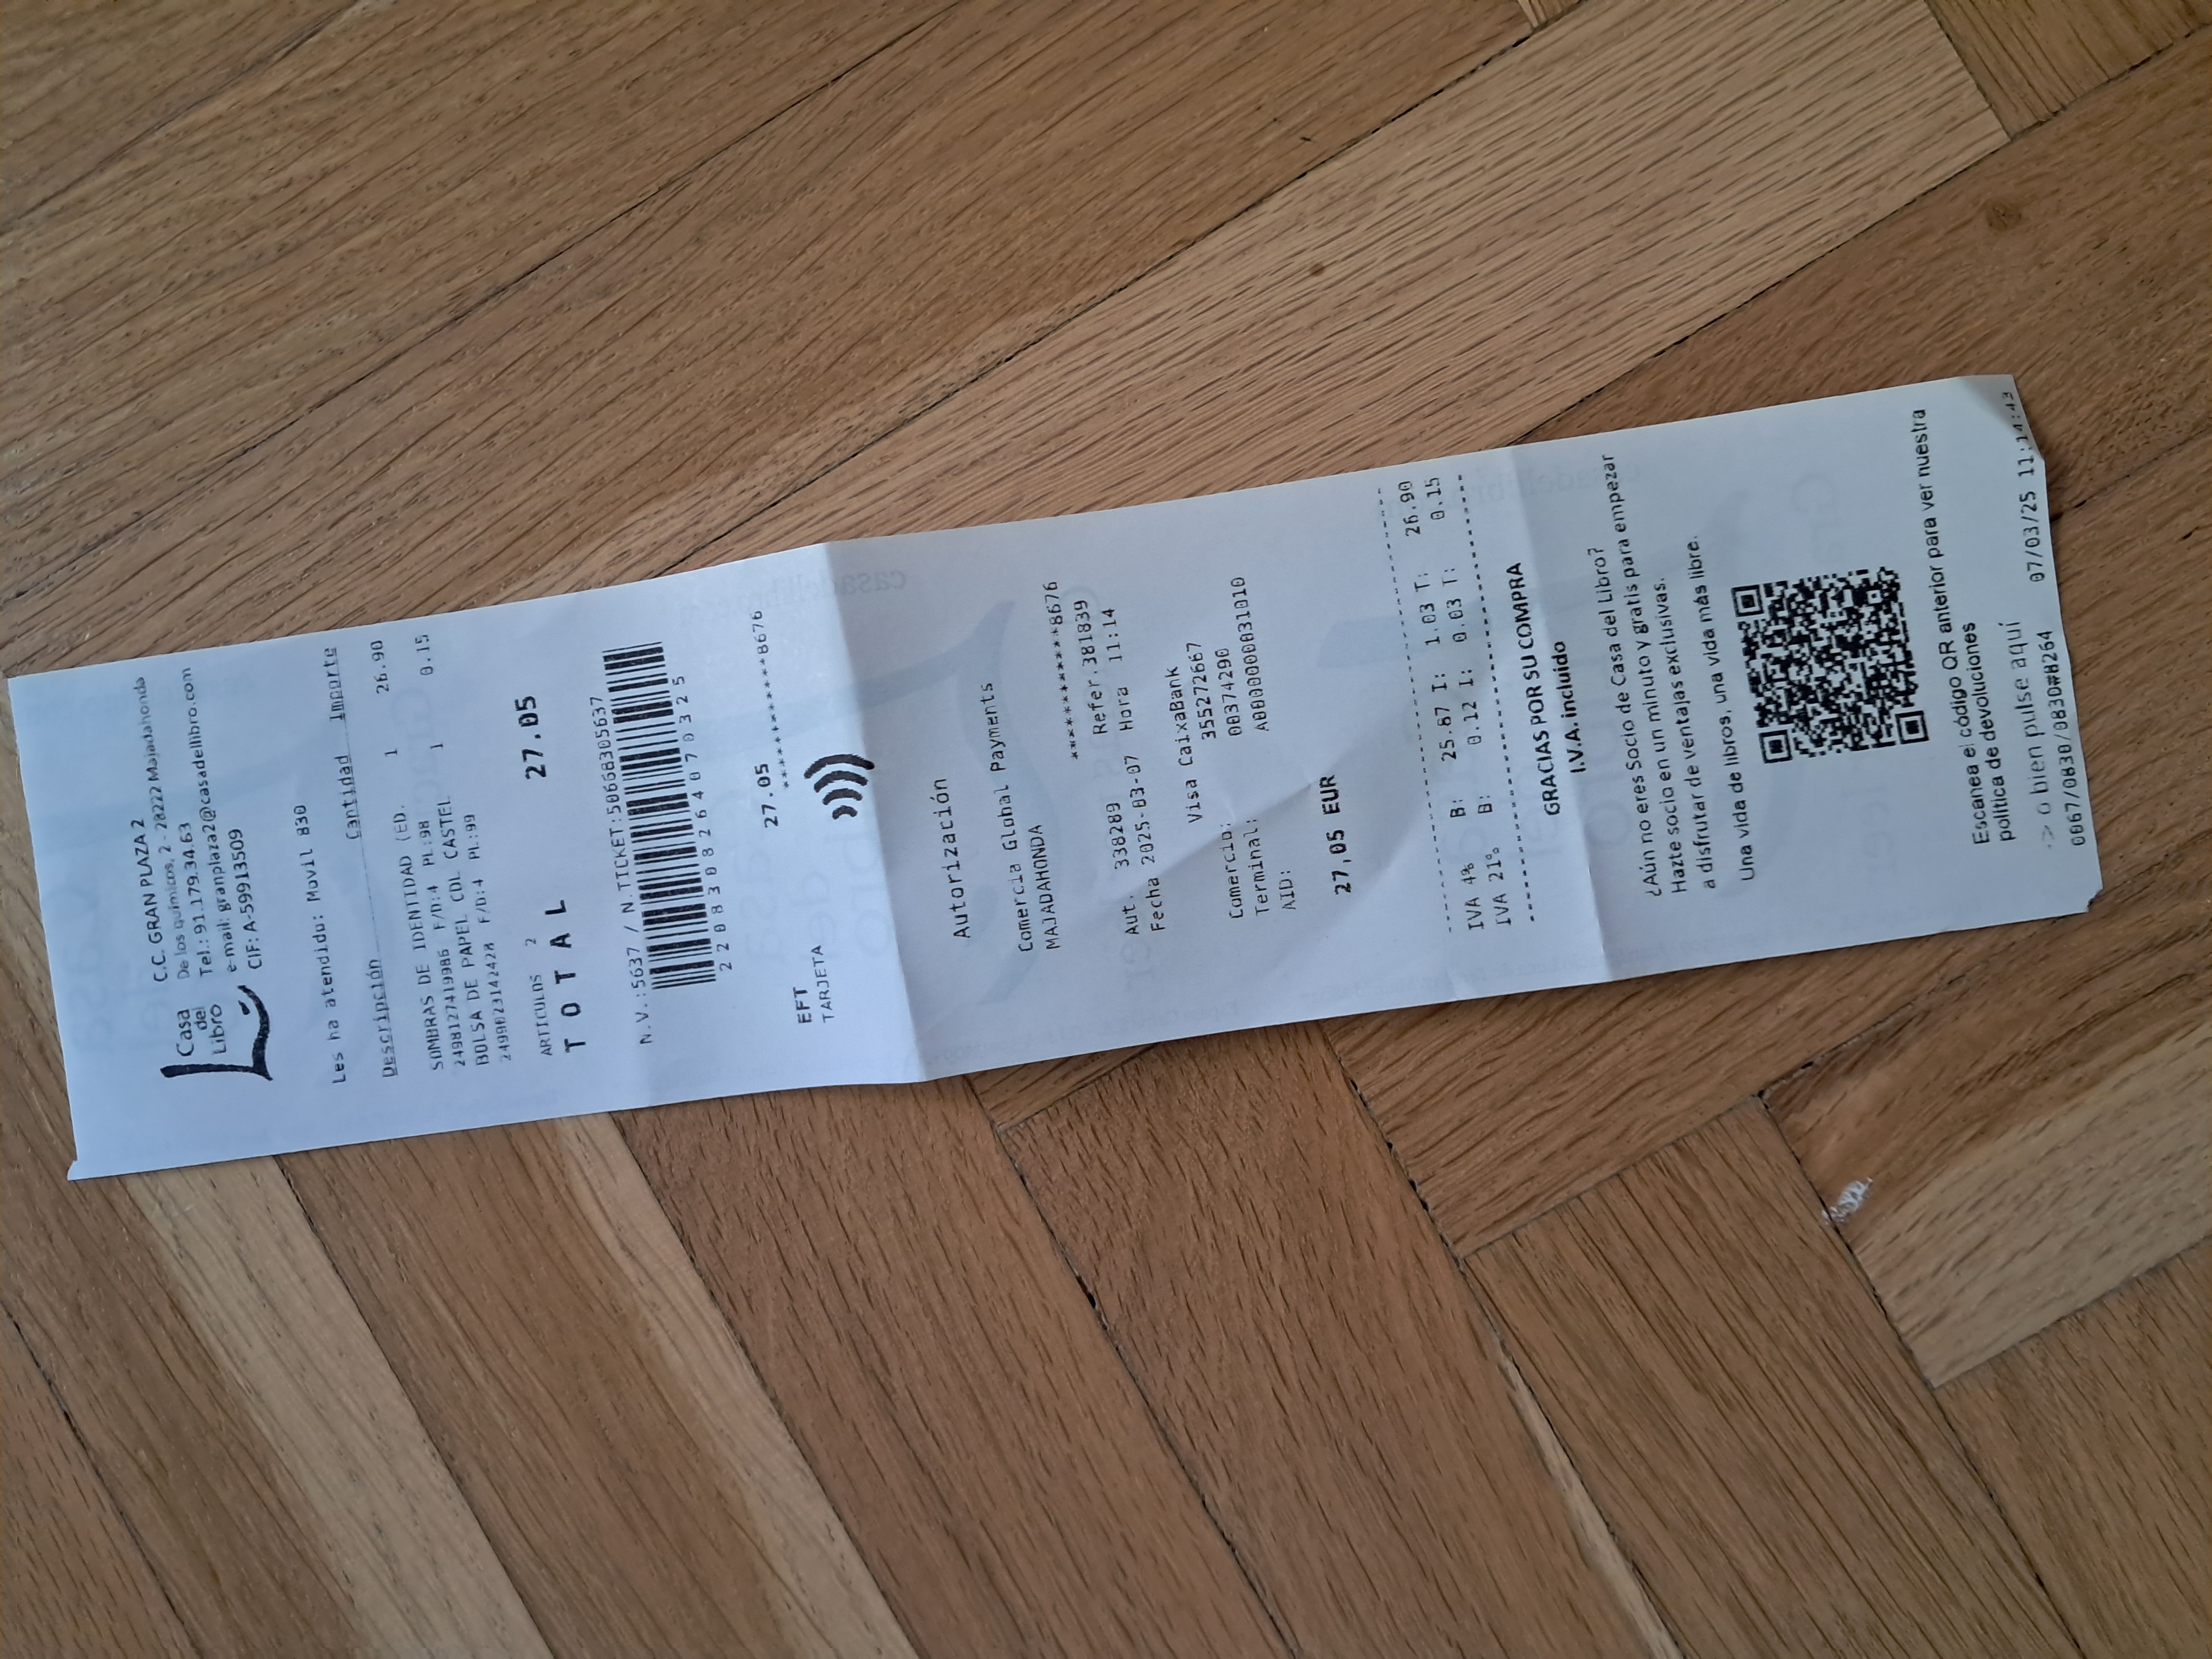 Casa
del
Libro
C.C. GRAN PLAZA 2
De los químicos, 2 - 28222 Majadahonda
Tel.: 91.179.34.63
e-mail: granplaza2@casadellibro.com
CIF: A-59913509
Les ha atendido: Movil 830
Descripción Cantidad Importe
SOMBRAS DE IDENTIDAD (ED. 1 26.90
2498127419986 F/D:4 PL:98
BOLSA DE PAPEL CDL CASTEL 1 0.15
2499023142428 F/D:4 PL:99
ARTICULOS 2
TOTAL 27.05
N.V.:5637 / N.TICKET:50668305637
2208308264070325
EFT 27.05
TARJETA ************8676
Autorización
Comercia Global Payments
MAJADAHONDA
************8676
Aut. 338289 Refer.381839
Fecha 2025-03-07 Hora 11:14
Visa CaixaBank
Comercio: 355272667
Terminal: 00374290
AID: A0000000031010
27,05 EUR
IVA 4% B: 25.87 I: 1.03 T: 26.90
IVA 21% B: 0.12 I: 0.03 T: 0.15
GRACIAS POR SU COMPRA
I.V.A. incluido
¿Aún no eres Socio de Casa del Libro?
Hazte socio en un minuto y gratis para empezar
a disfrutar de ventajas exclusivas.
Una vida de libros, una vida más libre.
Escanea el código QR anterior para ver nuestra
política de devoluciones
-> o bien pulse aquí
0067/0830/0830#8264 07/03/25 11:14:43